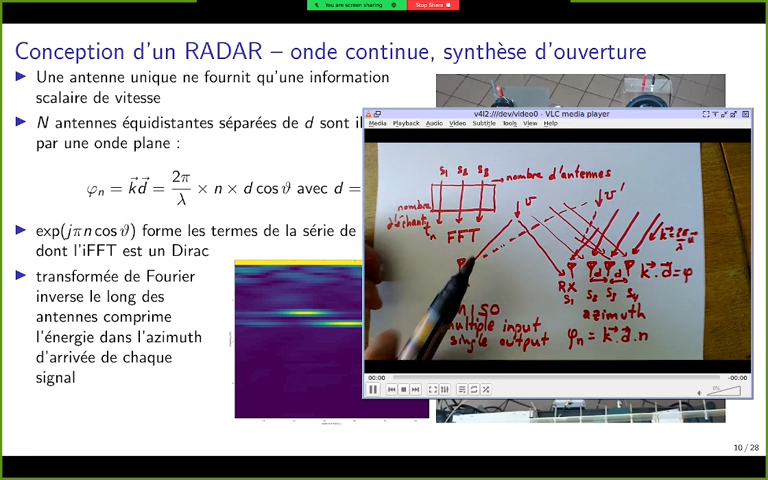 You are screen sharing
Stop Share
Conception d'un RADAR – onde continue, synthèse d'ouverture
Une antenne unique ne fournit qu'une information
scalaire de vitesse
N antennes équidistantes séparées de d sont il
par une onde plane :
φn = k⃗d⃗ = 2π/λ × n × d cos ϑ avec d =
exp(jπn cos ϑ) forme les termes de la série de
dont l'iFFT est un Dirac
transformée de Fourier
inverse le long des
antennes comprime
l'énergie dans l'azimuth
d'arrivée de chaque
signal
v4l2:///dev/video0 - VLC media player
Media Playback Audio Video Subtitle Tools View Help
S1 S2 S3
nombre d'antennes
nombre
d'échant.
tn
FFT
v v'
RX
d d
S1 S2 S3 S4
k⃗.d⃗=φ
azimuth
multiple input
single output
φn = k⃗.d⃗.n
00:00
-00:00
0%
10 / 28